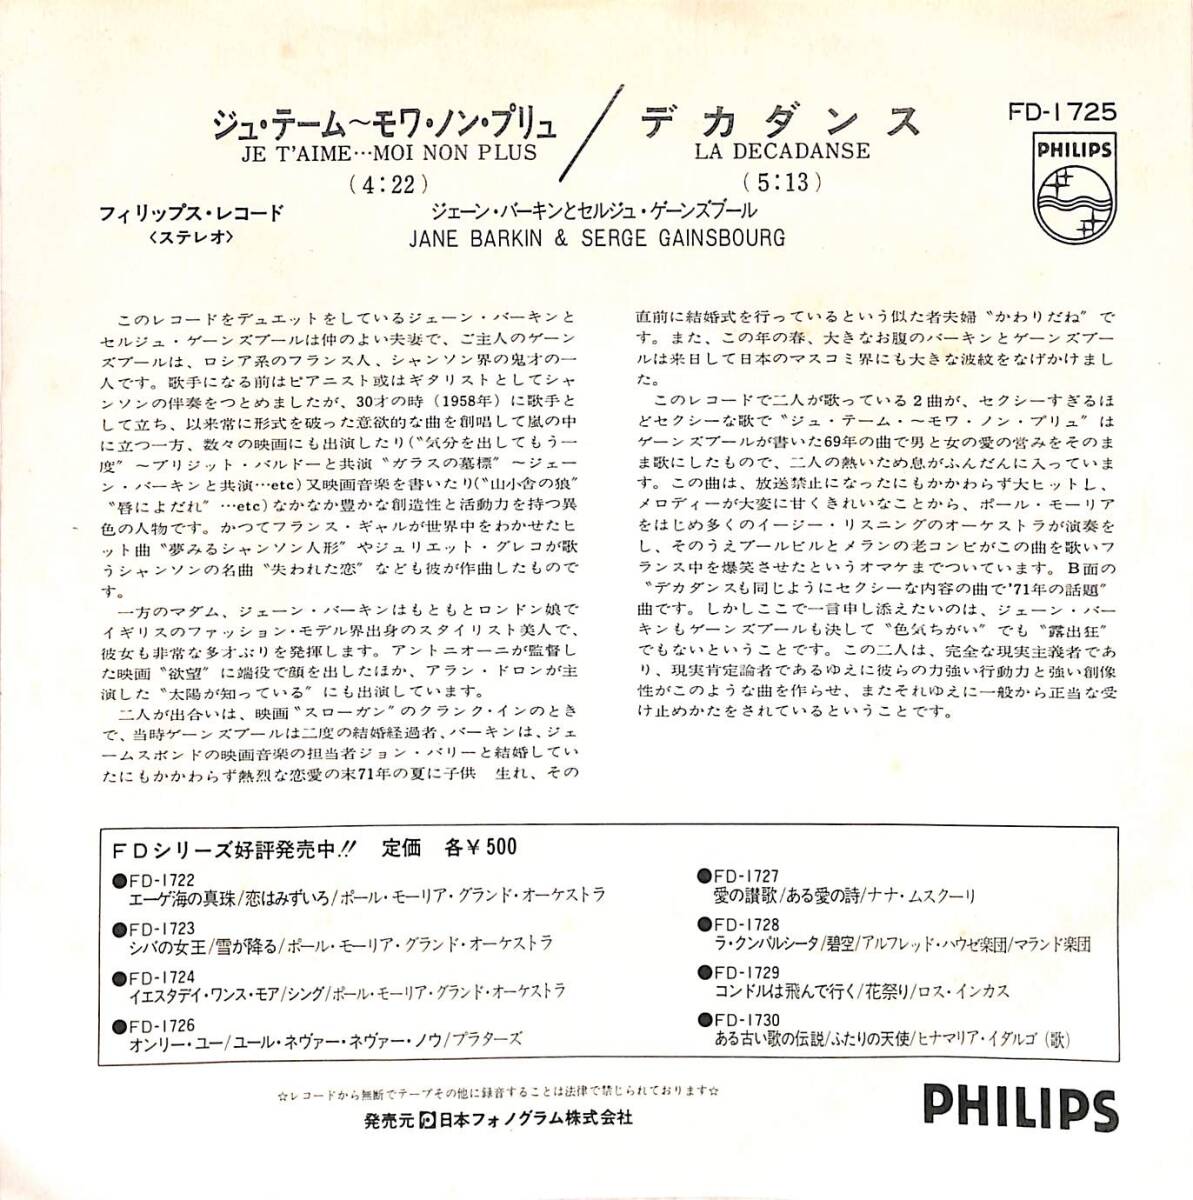 ジュ・テーム～モワ・ノン・プリュ／デカダンス
JE T'AIME…MOI NON PLUS
LA DECADANSE
(4:22)
(5:13)
FD-1725
PHILIPS
フィリップス・レコード
〈ステレオ〉
ジェーン・バーキンとセルジュ・ゲーンズブール
JANE BARKIN & SERGE GAINSBOURG
このレコードをデュエットをしているジェーン・バーキンと
セルジュ・ゲーンズブールは仲のよい夫妻で、ご主人のゲーン
ズブールは、ロシア系のフランス人、シャンソン界の鬼才の一
人です。歌手になる前はピアニスト或はギタリストとしてシャ
ンソンの伴奏をつとめましたが、30才の時(1958年)に歌手と
して立ち、以来常に形式を破った意欲的な曲を創唱して嵐の中
に立つ一方、数々の映画にも出演したり(〝気分を出してもう一
度〞～ブリジット・バルドーと共演〝ガラスの墓標〞～ジェー
ン・バーキンと共演…etc)又映画音楽を書いたり(〝山小舎の狼〞
〝唇によだれ〞…etc)なかなか豊かな創造性と活動力を持つ異
色の人物です。かつてフランス・ギャルが世界中をわかせたヒ
ット曲〝夢みるシャンソン人形〞やジュリエット・グレコが歌
うシャンソンの名曲〝失われた恋〞なども彼が作曲したもので
す。
一方のマダム、ジェーン・バーキンはもともとロンドン娘で
イギリスのファッション・モデル界出身のスタイリスト美人で、
彼女も非常な多才ぶりを発揮します。アントニオーニが監督し
た映画〝欲望〞に端役で顔を出したほか、アラン・ドロンが主
演した〝太陽が知っている〞にも出演しています。
二人が出合いは、映画〝スローガン〞のクランク・インのとき
で、当時ゲーンズブールは二度の結婚経過者、バーキンは、ジェ
ームスボンドの映画音楽の担当者ジョン・バリーと結婚してい
たにもかかわらず熱烈な恋愛の末71年の夏に子供　生れ、その
直前に結婚式を行っているという似た者夫婦〝かわりだね〞で
す。また、この年の春、大きなお腹のバーキンとゲーンズブー
ルは来日して日本のマスコミ界にも大きな波紋をなげかけまし
た。
このレコードで二人が歌っている2曲が、セクシーすぎるほ
どセクシーな歌で〝ジュ・テーム・～モワ・ノン・プリュ〞は
ゲーンズブールが書いた69年の曲で男と女の愛の営みをそのま
ま歌にしたもので、二人の熱いため息がふんだんに入っていま
す。この曲は、放送禁止になったにもかかわらず大ヒットし、
メロディーが大変に甘くきれいなことから、ポール・モーリア
をはじめ多くのイージー・リスニングのオーケストラが演奏を
し、そのうえブールビルとメランの老コンビがこの曲を歌いフ
ランス中を爆笑させたというオマケまでついています。B面の
〝デカダンスも同じようにセクシーな内容の曲で'71年の話題〞
曲です。しかしここで一言申し添えたいのは、ジェーン・バー
キンもゲーンズブールも決して〝色気ちがい〞でも〝露出狂〞
でもないということです。この二人は、完全な現実主義者であ
り、現実肯定論者であるゆえに彼らの力強い行動力と強い創像
性がこのような曲を作らせ、またそれゆえに一般から正当な受
け止めかたをされているということです。
FDシリーズ好評発売中!!　定価　各￥500
●FD-1722
エーゲ海の真珠/恋はみずいろ/ポール・モーリア・グランド・オーケストラ
●FD-1723
シバの女王/雪が降る/ポール・モーリア・グランド・オーケストラ
●FD-1724
イエスタデイ・ワンス・モア/シング/ポール・モーリア・グランド・オーケストラ
●FD-1726
オンリー・ユー/ユール・ネヴァー・ネヴァー・ノウ/プラターズ
●FD-1727
愛の讃歌/ある愛の詩/ナナ・ムスクーリ
●FD-1728
ラ・クンパルシータ/碧空/アルフレッド・ハウゼ楽団/マランド楽団
●FD-1729
コンドルは飛んで行く/花祭り/ロス・インカス
●FD-1730
ある古い歌の伝説/ふたりの天使/ヒナマリア・イダルゴ(歌)
☆レコードから無断でテープその他に録音することは法律で禁じられております☆
発売元 日本フォノグラム株式会社
PHILIPS